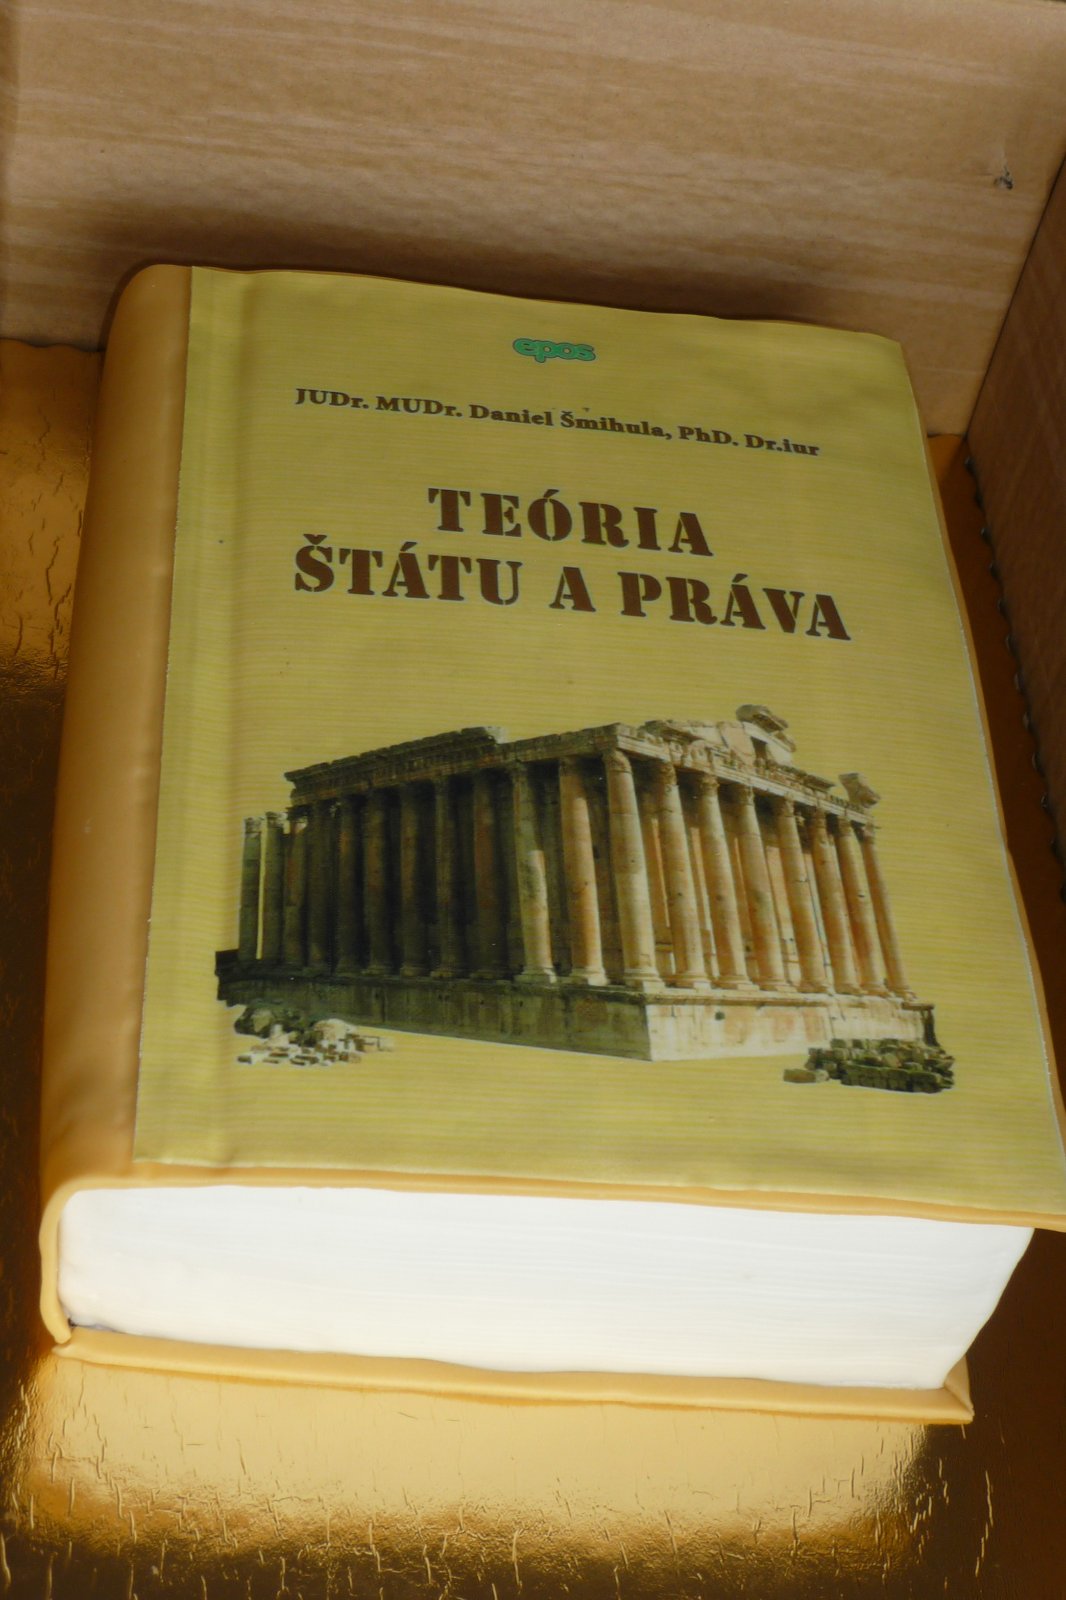 epos
JUDr. MUDr. Daniel Šmihula, PhD. Dr.iur
TEÓRIA
ŠTÁTU A PRÁVA